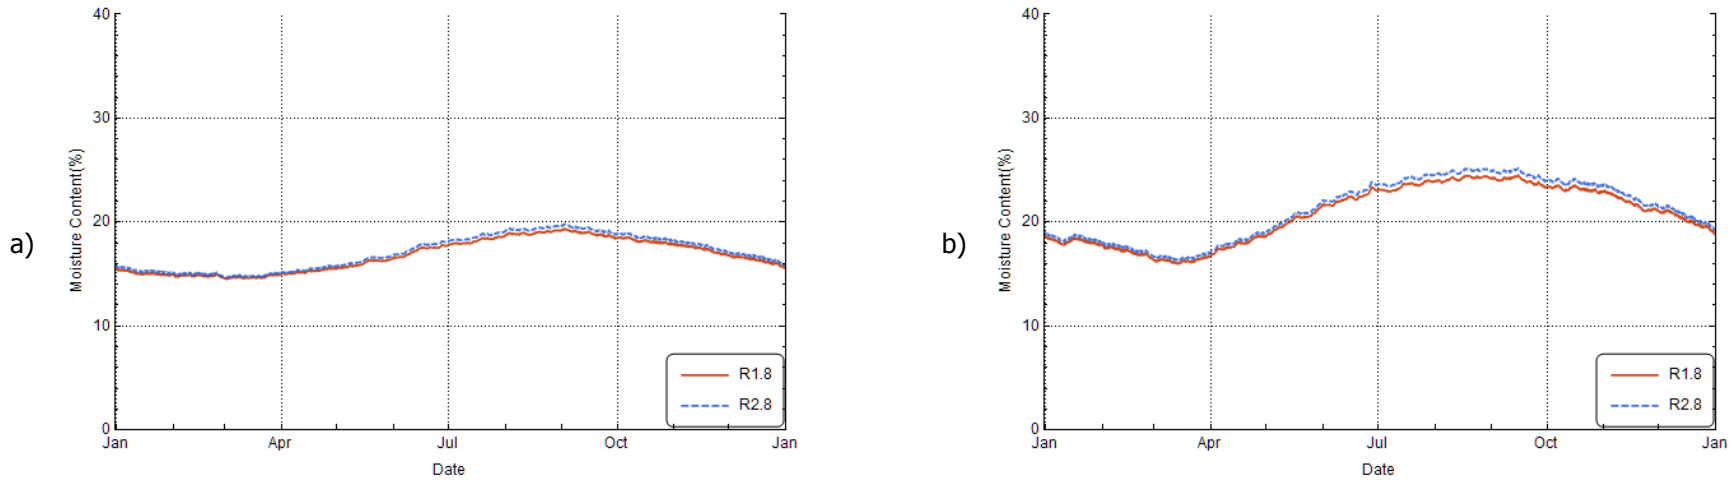 a)
Moisture Content(%)
40
30
20
10
0
Jan
Apr
Jul
Oct
Jan
Date
R1.8
R2.8
b)
Moisture Content(%)
40
30
20
10
0
Jan
Apr
Jul
Oct
Jan
Date
R1.8
R2.8